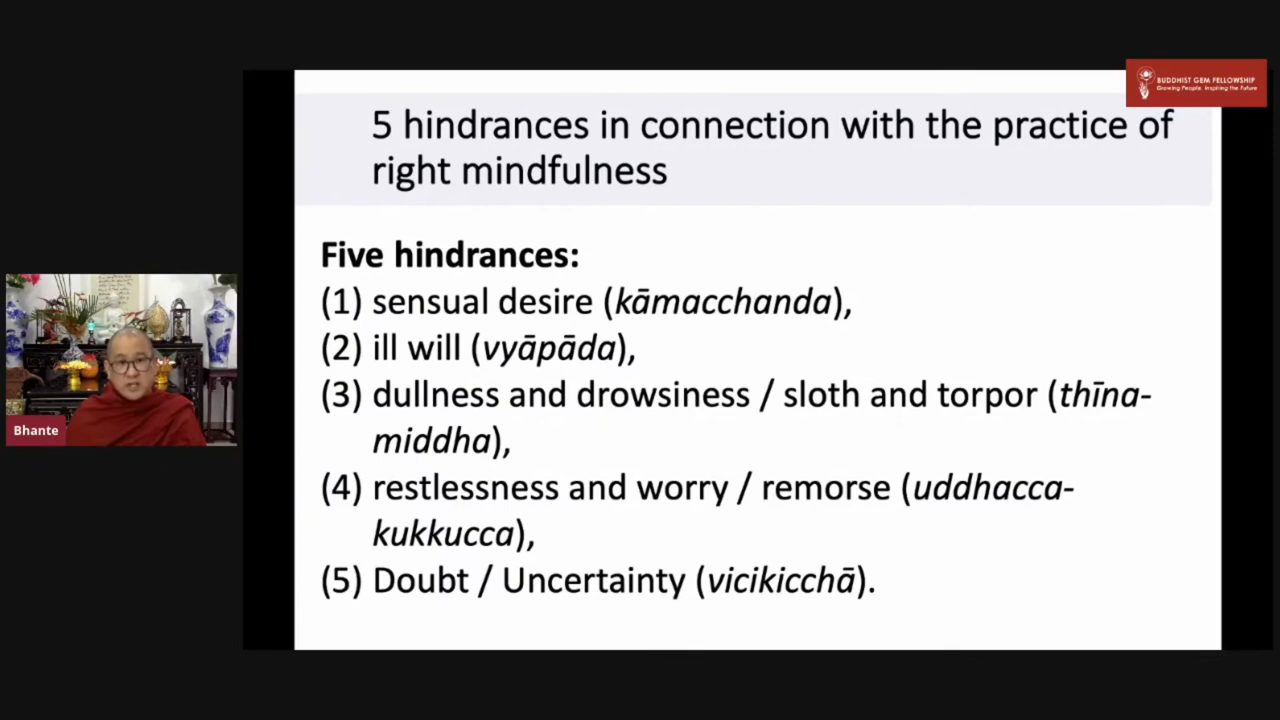 BUDDHIST GEM FELLOWSHIP
Growing People. Inspiring the Future
5 hindrances in connection with the practice of
right mindfulness
Five hindrances:
(1) sensual desire (kāmacchanda),
(2) ill will (vyāpāda),
(3) dullness and drowsiness / sloth and torpor (thīna-
middha),
(4) restlessness and worry / remorse (uddhacca-
kukkucca),
(5) Doubt / Uncertainty (vicikicchā).
Bhante